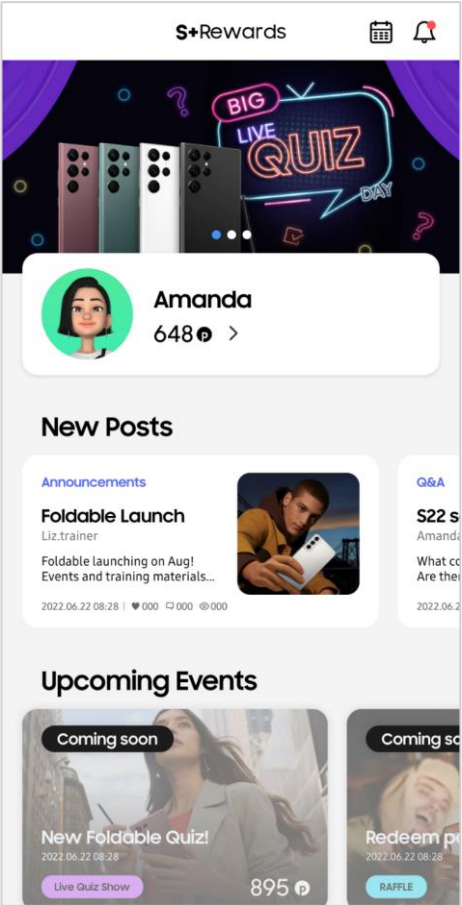 S+Rewards
BIG
LIVE
QUIZ
DAY
Amanda
648
New Posts
Announcements
Foldable Launch
Liz.trainer
Foldable launching on Aug!
Events and training materials...
2022.06.22 08:28 | 000 000 000
Q&A
S22 s
Amanda
What co
Are the
2022.06.2
Upcoming Events
Coming soon
New Foldable Quiz!
2022.06.22 08:28
Live Quiz Show
895
Coming so
Redeem po
2022.06.22 08:28
RAFFLE